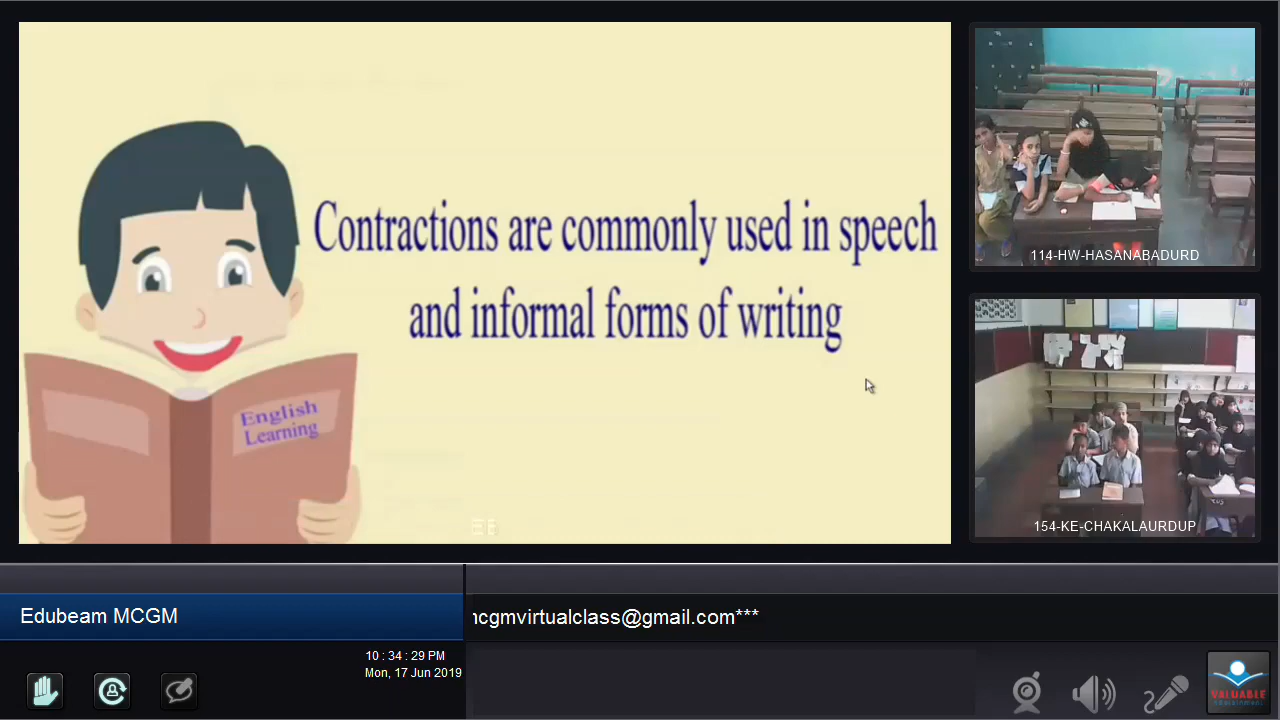 Contractions are commonly used in speech
and informal forms of writing
English
Learning
114-HW-HASANABADURD
154-KE-CHAKALAURDUP
Edubeam MCGM
mcgmvirtualclass@gmail.com***
10 : 34 : 29 PM
Mon, 17 Jun 2019
VALUABLE